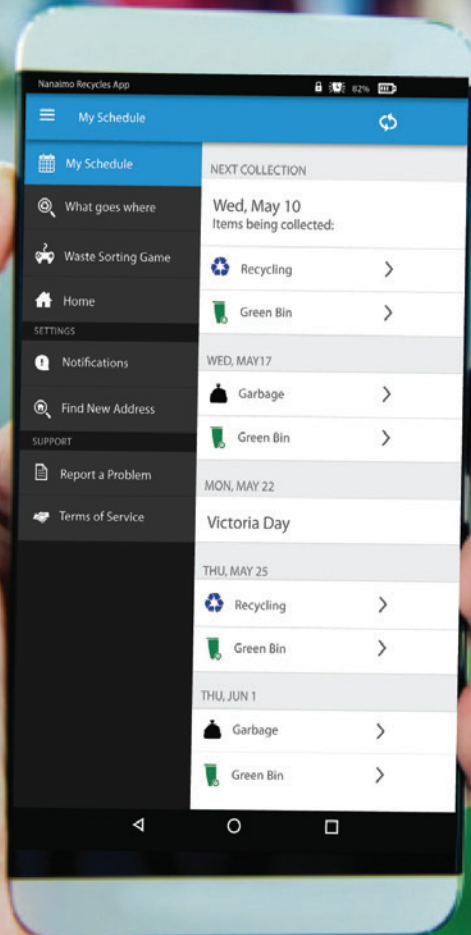 Nanaimo Recycles App
82%
My Schedule
My Schedule
What goes where
Waste Sorting Game
Home
SETTINGS
Notifications
Find New Address
SUPPORT
Report a Problem
Terms of Service
NEXT COLLECTION
Wed, May 10
Items being collected:
Recycling
Green Bin
WED, MAY17
Garbage
Green Bin
MON, MAY 22
Victoria Day
THU, MAY 25
Recycling
Green Bin
THU, JUN 1
Garbage
Green Bin